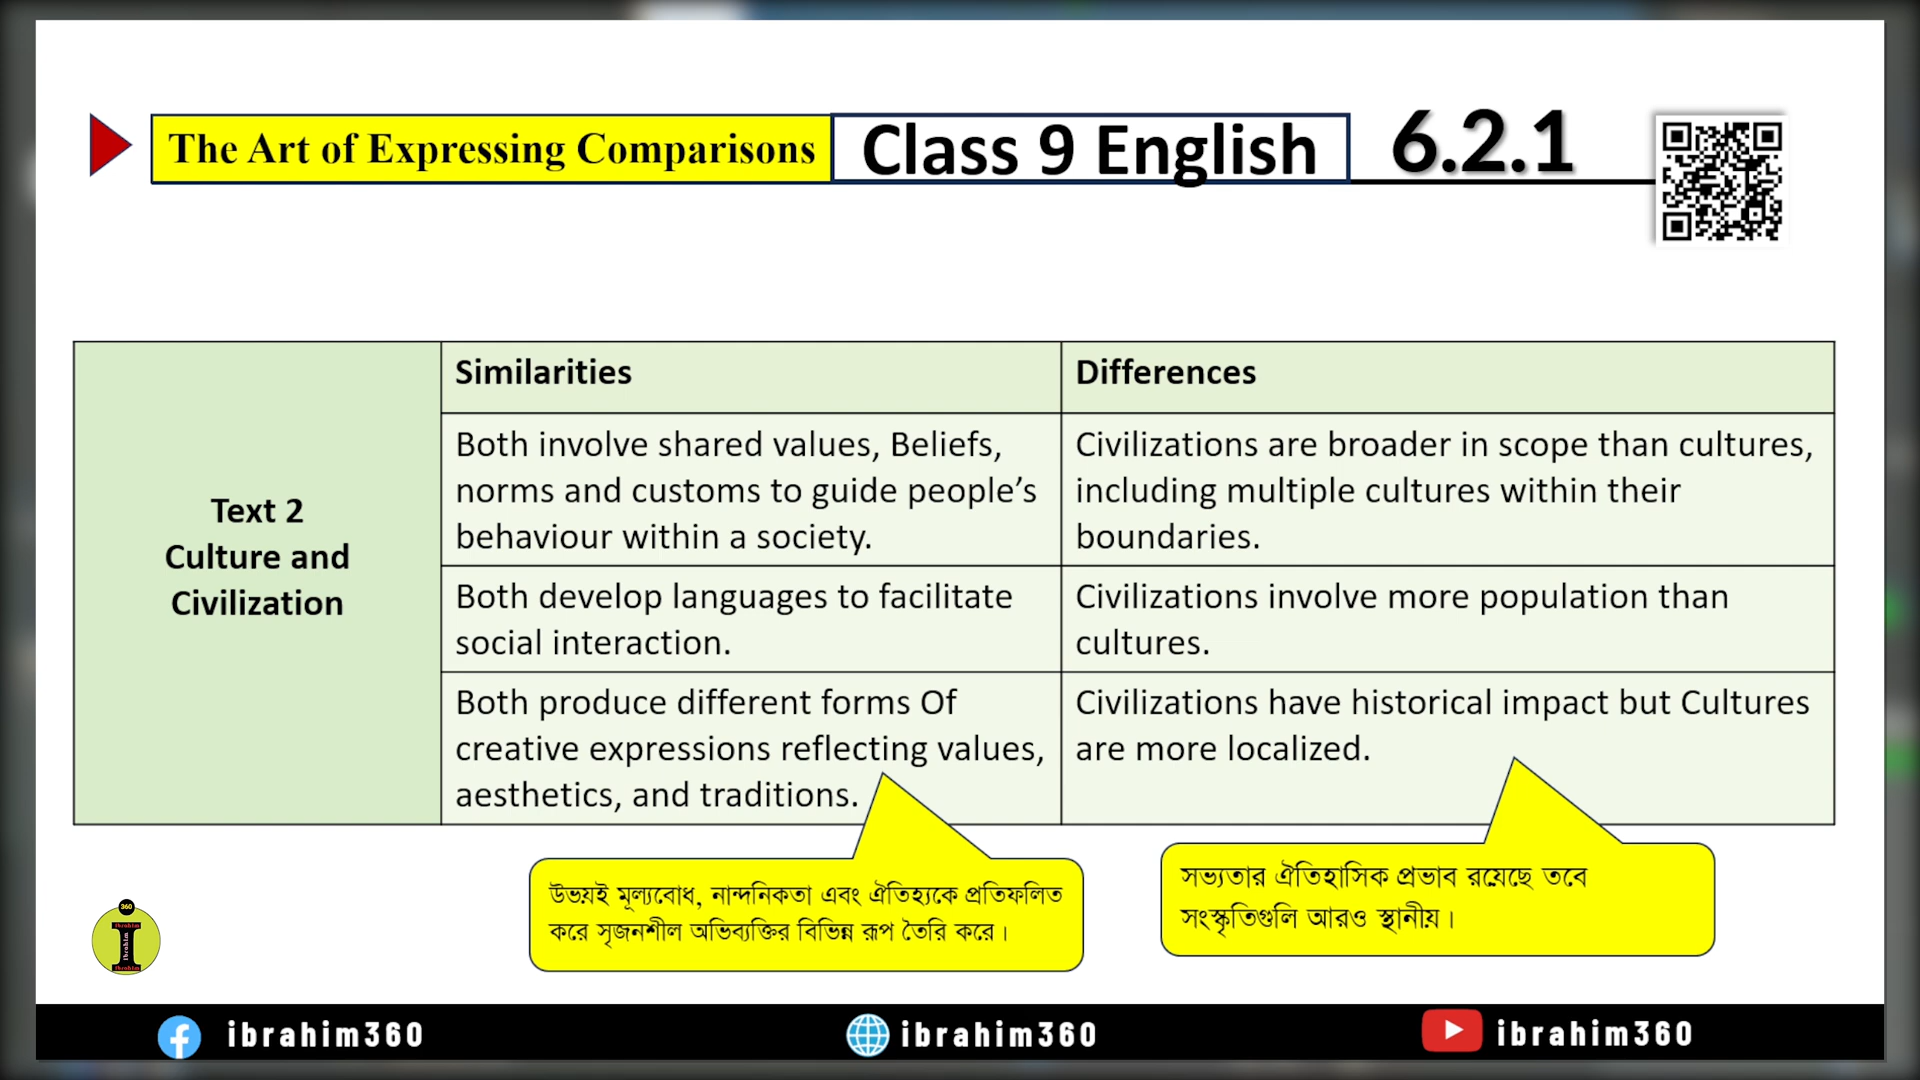 The Art of Expressing Comparisons
Class 9 English
6.2.1
Text 2
Culture and
Civilization
Similarities
Differences
Both involve shared values, Beliefs,
norms and customs to guide people's
behaviour within a society.
Civilizations are broader in scope than cultures,
including multiple cultures within their
boundaries.
Both develop languages to facilitate
social interaction.
Civilizations involve more population than
cultures.
Both produce different forms Of
creative expressions reflecting values,
aesthetics, and traditions.
Civilizations have historical impact but Cultures
are more localized.
উভয়ই মূল্যবোধ, নান্দনিকতা এবং ঐতিহ্যকে প্রতিফলিত
করে সৃজনশীল অভিব্যক্তির বিভিন্ন রূপ তৈরি করে।
সভ্যতার ঐতিহাসিক প্রভাব রয়েছে তবে
সংস্কৃতিগুলি আরও স্থানীয়।
360
Ibrahim
Ibrahim
Ibrahim
ibrahim360
ibrahim360
ibrahim360